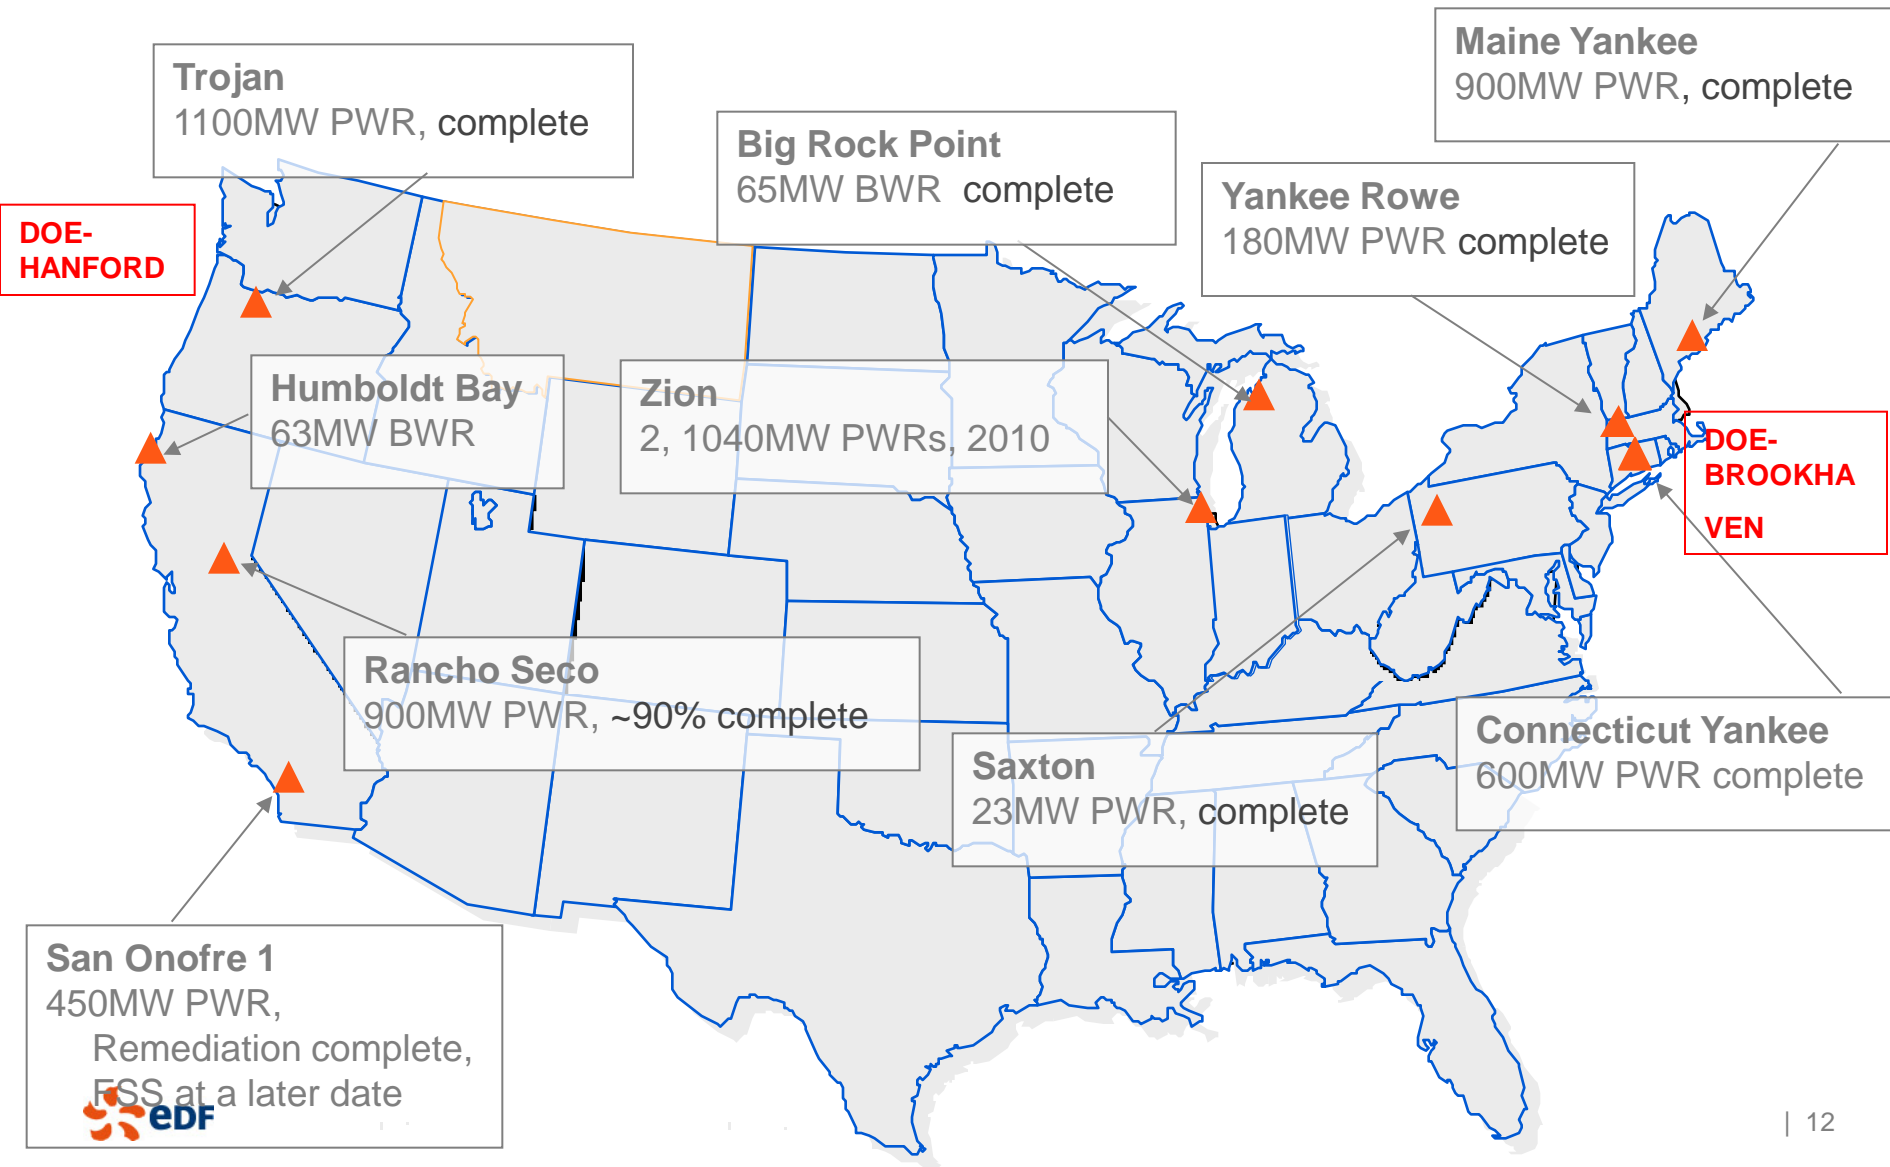 Trojan
1100MW PWR, complete
Maine Yankee
900MW PWR, complete
Big Rock Point
65MW BWR  complete
Yankee Rowe
180MW PWR complete
DOE-
HANFORD
Humboldt Bay
63MW BWR
Zion
2, 1040MW PWRs, 2010
DOE-
BROOKHA
VEN
Rancho Seco
900MW PWR, ~90% complete
Saxton
23MW PWR, complete
Connecticut Yankee
600MW PWR complete
San Onofre 1
450MW PWR,
Remediation complete,
FSS at a later date
eDF
| 12